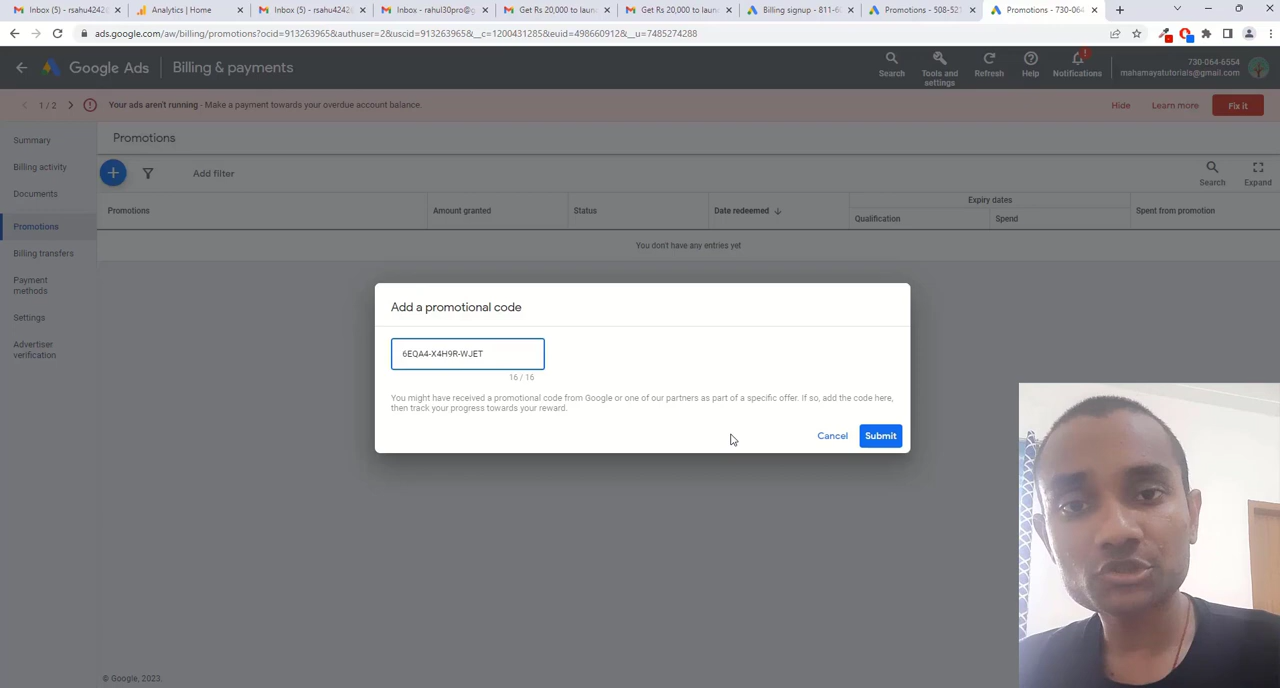 Inbox (5) - rsahu4242
Analytics | Home
Inbox (5) - rsahu4242
Inbox - rahul30pro@g
Get Rs 20,000 to laun
Get Rs 20,000 to laun
Billing signup - 811-6
Promotions - 508-521
Promotions - 730-064
ads.google.com/aw/billing/promotions?ocid=913263965&authuser=2&uscid=913263965&__c=1200431285&euid=4986609112&__u=7485274288
Google Ads
Billing & payments
Search
Tools and settings
Refresh
Help
Notifications
730-064-6554
mahamayatutorials@gmail.com
1 / 2
Your ads aren't running - Make a payment towards your overdue account balance.
Hide
Learn more
Fix it
Summary
Billing activity
Documents
Promotions
Billing transfers
Payment methods
Settings
Advertiser verification
Promotions
Add filter
Search
Expand
Promotions
Amount granted
Status
Date redeemed
Expiry dates
Qualification
Spend
Spent from promotion
You don't have any entries yet
Add a promotional code
6EQA4-X4H9R-WJET
16 / 16
You might have received a promotional code from Google or one of our partners as part of a specific offer. If so, add the code here,
then track your progress towards your reward.
Cancel
Submit
© Google, 2023.